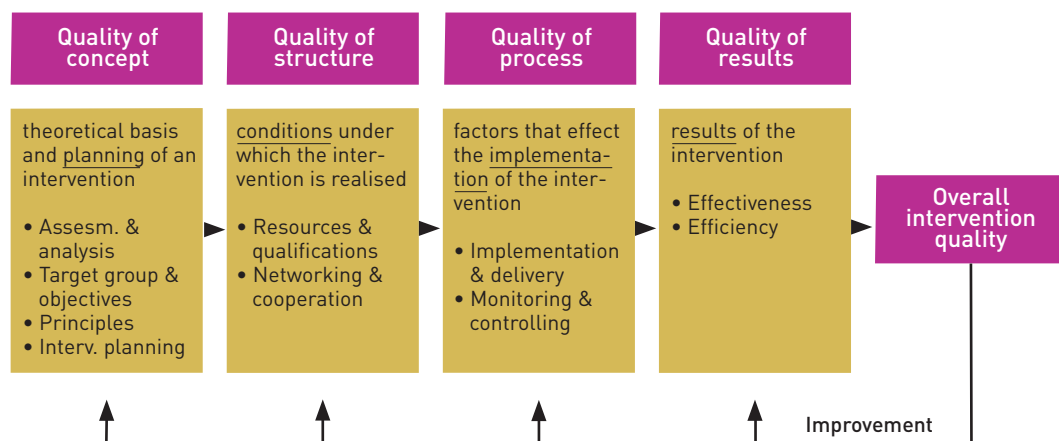 Quality of
concept
Quality of
structure
Quality of
process
Quality of
results
theoretical basis
and planning of an
intervention
• Assesm. &
analysis
• Target group &
objectives
• Principles
• Interv. planning
conditions under
which the inter-
vention is realised
• Resources &
qualifications
• Networking &
cooperation
factors that effect
the implementa-
tion of the inter-
vention
• Implementation
& delivery
• Monitoring &
controlling
results of the
intervention
• Effectiveness
• Efficiency
Overall
intervention
quality
Improvement